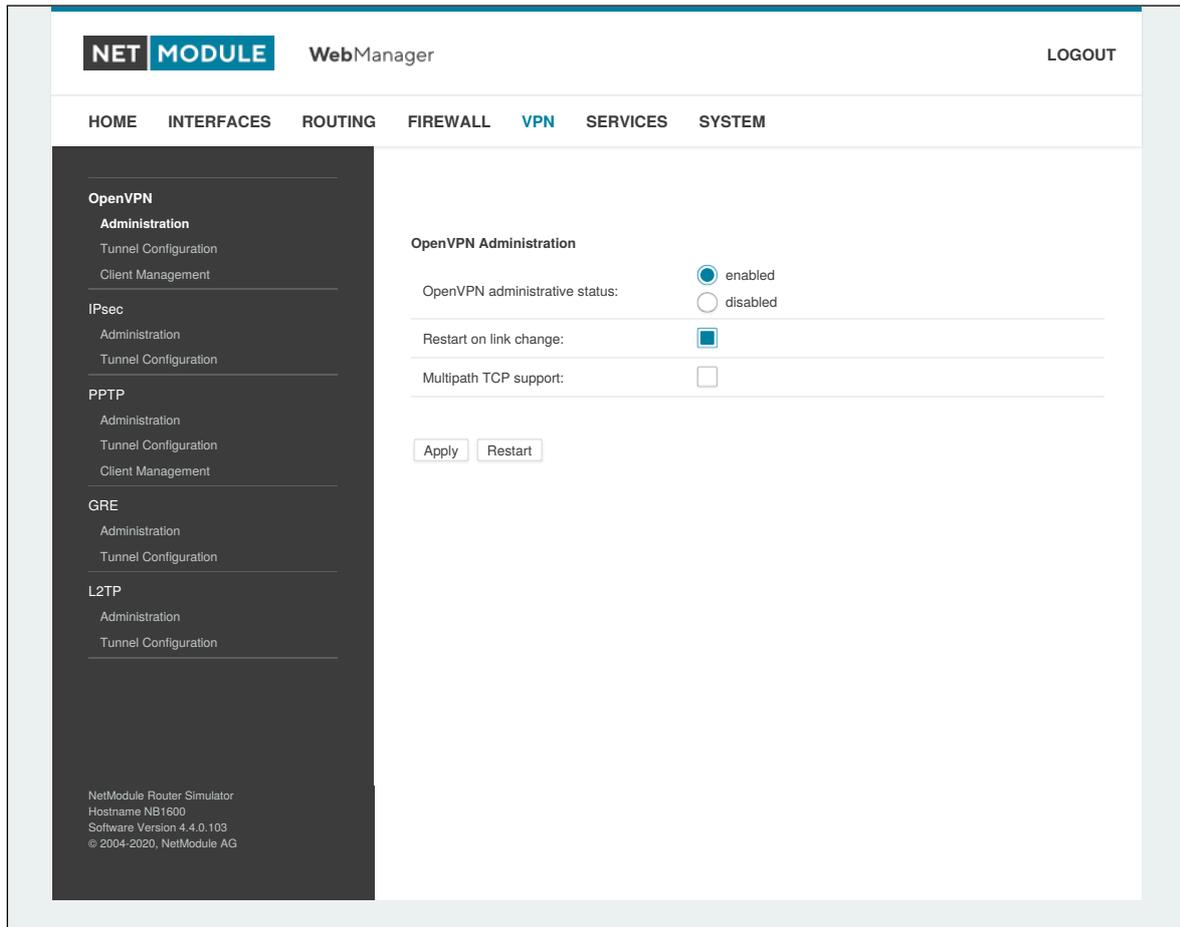 NET MODULE WebManager LOGOUT
HOME INTERFACES ROUTING FIREWALL VPN SERVICES SYSTEM
OpenVPN
Administration
Tunnel Configuration
Client Management
IPsec
Administration
Tunnel Configuration
PPTP
Administration
Tunnel Configuration
Client Management
GRE
Administration
Tunnel Configuration
L2TP
Administration
Tunnel Configuration
NetModule Router Simulator
Hostname NB1600
Software Version 4.4.0.103
© 2004-2020, NetModule AG
OpenVPN Administration
OpenVPN administrative status:
enabled
disabled
Restart on link change:
Multipath TCP support:
Apply Restart